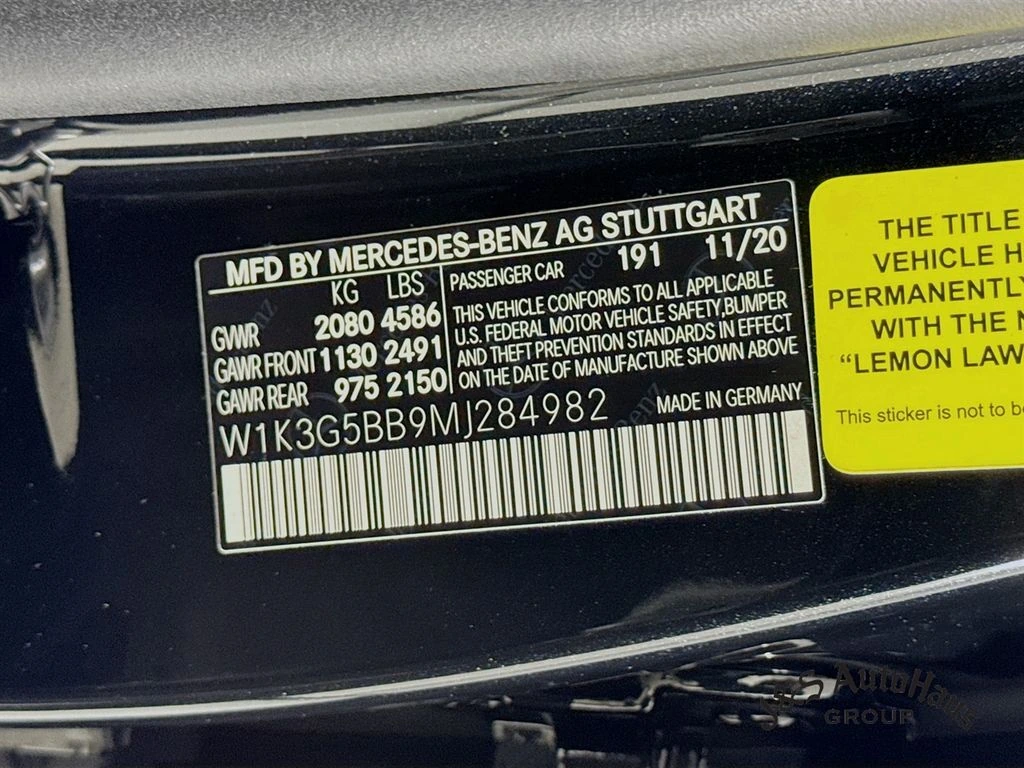 MFD BY MERCEDES-BENZ AG STUTTGART
KG LBS
GVWR 2080 4586
GAWR FRONT 1130 2491
GAWR REAR 975 2150
PASSENGER CAR 191 11/20
THIS VEHICLE CONFORMS TO ALL APPLICABLE
U.S. FEDERAL MOTOR VEHICLE SAFETY, BUMPER
AND THEFT PREVENTION STANDARDS IN EFFECT
ON THE DATE OF MANUFACTURE SHOWN ABOVE
W1K3G5BB9MJ284982
MADE IN GERMANY
THE TITLE
VEHICLE H
PERMANENTLY
WITH THE N
“LEMON LAW
This sticker is not to be
AutoHaus
GROUP